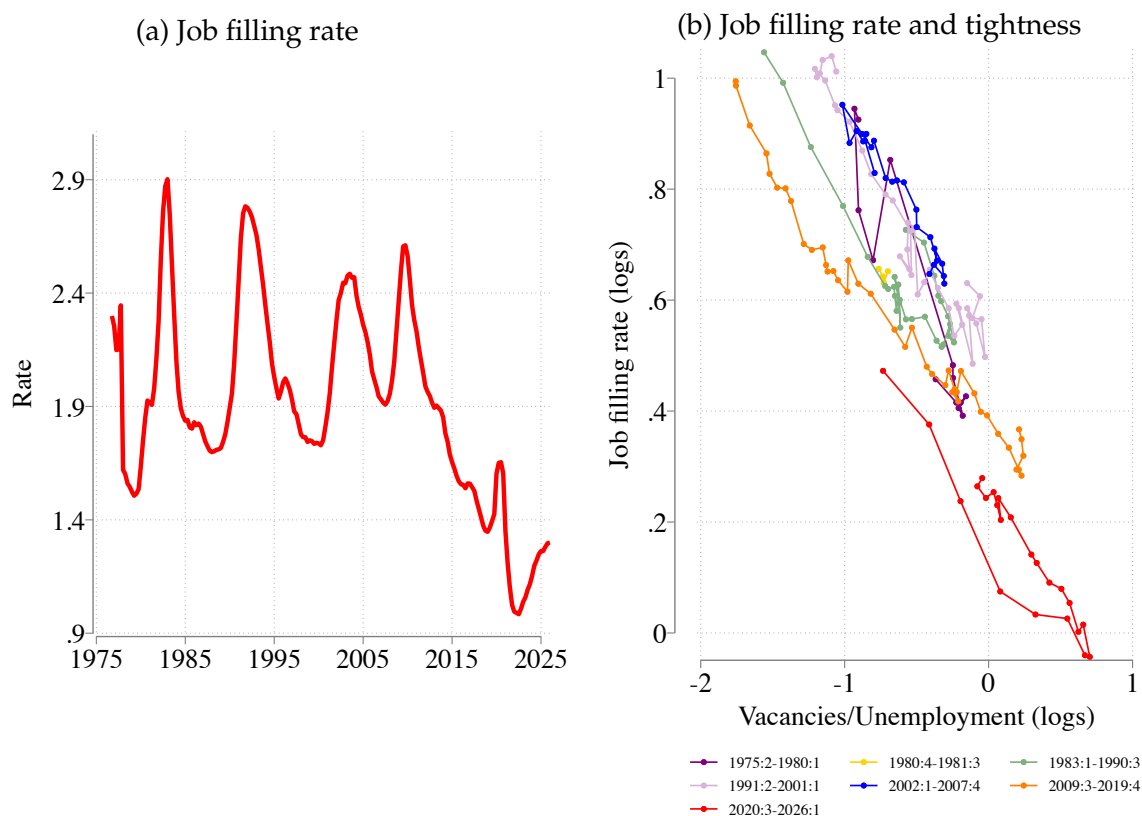 (a) Job filling rate
Rate
2.9
2.4
1.9
1.4
.9
1975 1985 1995 2005 2015 2025
(b) Job filling rate and tightness
Job filling rate (logs)
1
.8
.6
.4
.2
0
-2 -1 0 1
Vacancies/Unemployment (logs)
1975:2-1980:1 1980:4-1981:3 1983:1-1990:3
1991:2-2001:1 2002:1-2007:4 2009:3-2019:4
2020:3-2026:1